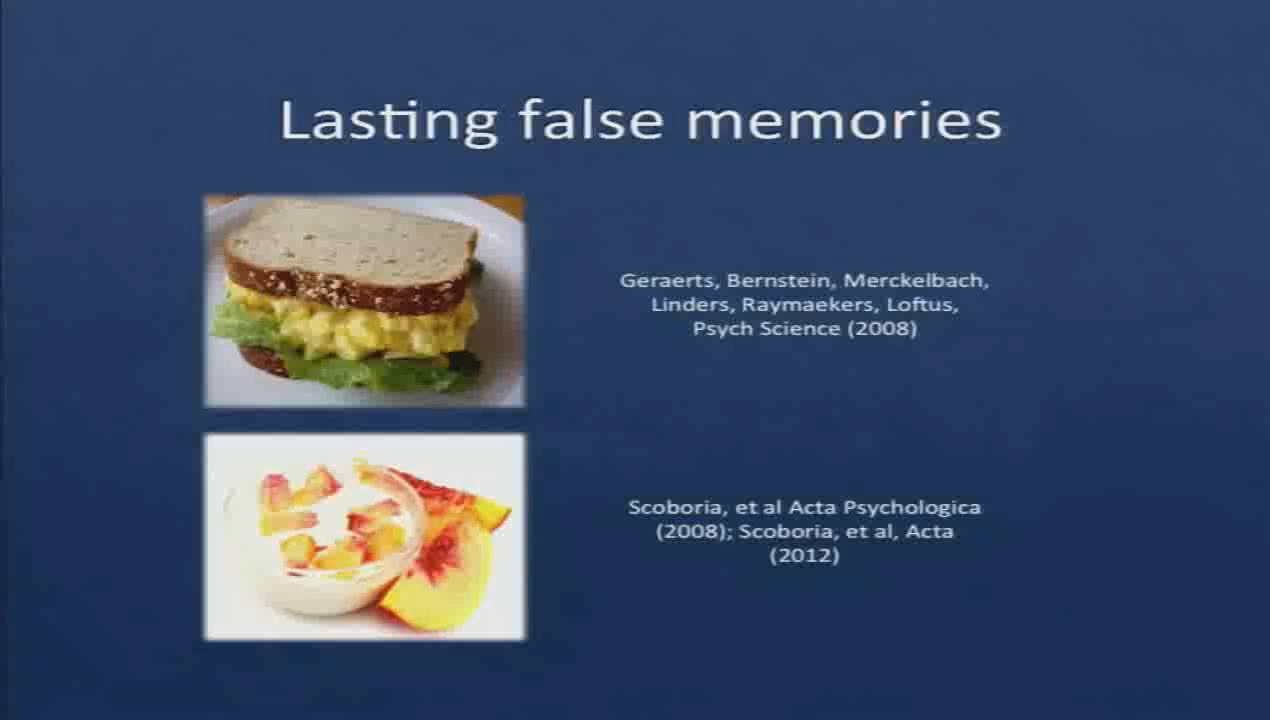 Lasting false memories
Geraerts, Bernstein, Merckelbach,
Linders, Raymaekers, Loftus,
Psych Science (2008)
Scoboria, et al Acta Psychologica
(2008); Scoboria, et al, Acta
(2012)